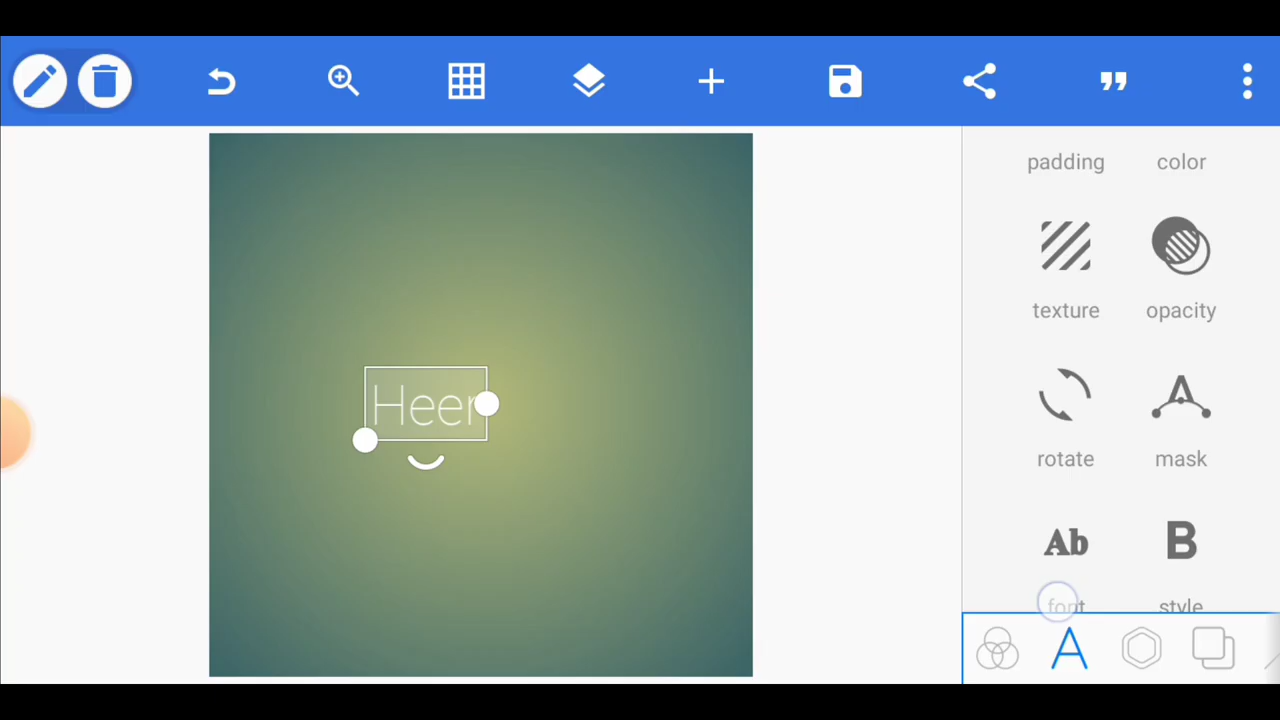 padding color
texture opacity
Heer
rotate mask
Ab B
font style
A